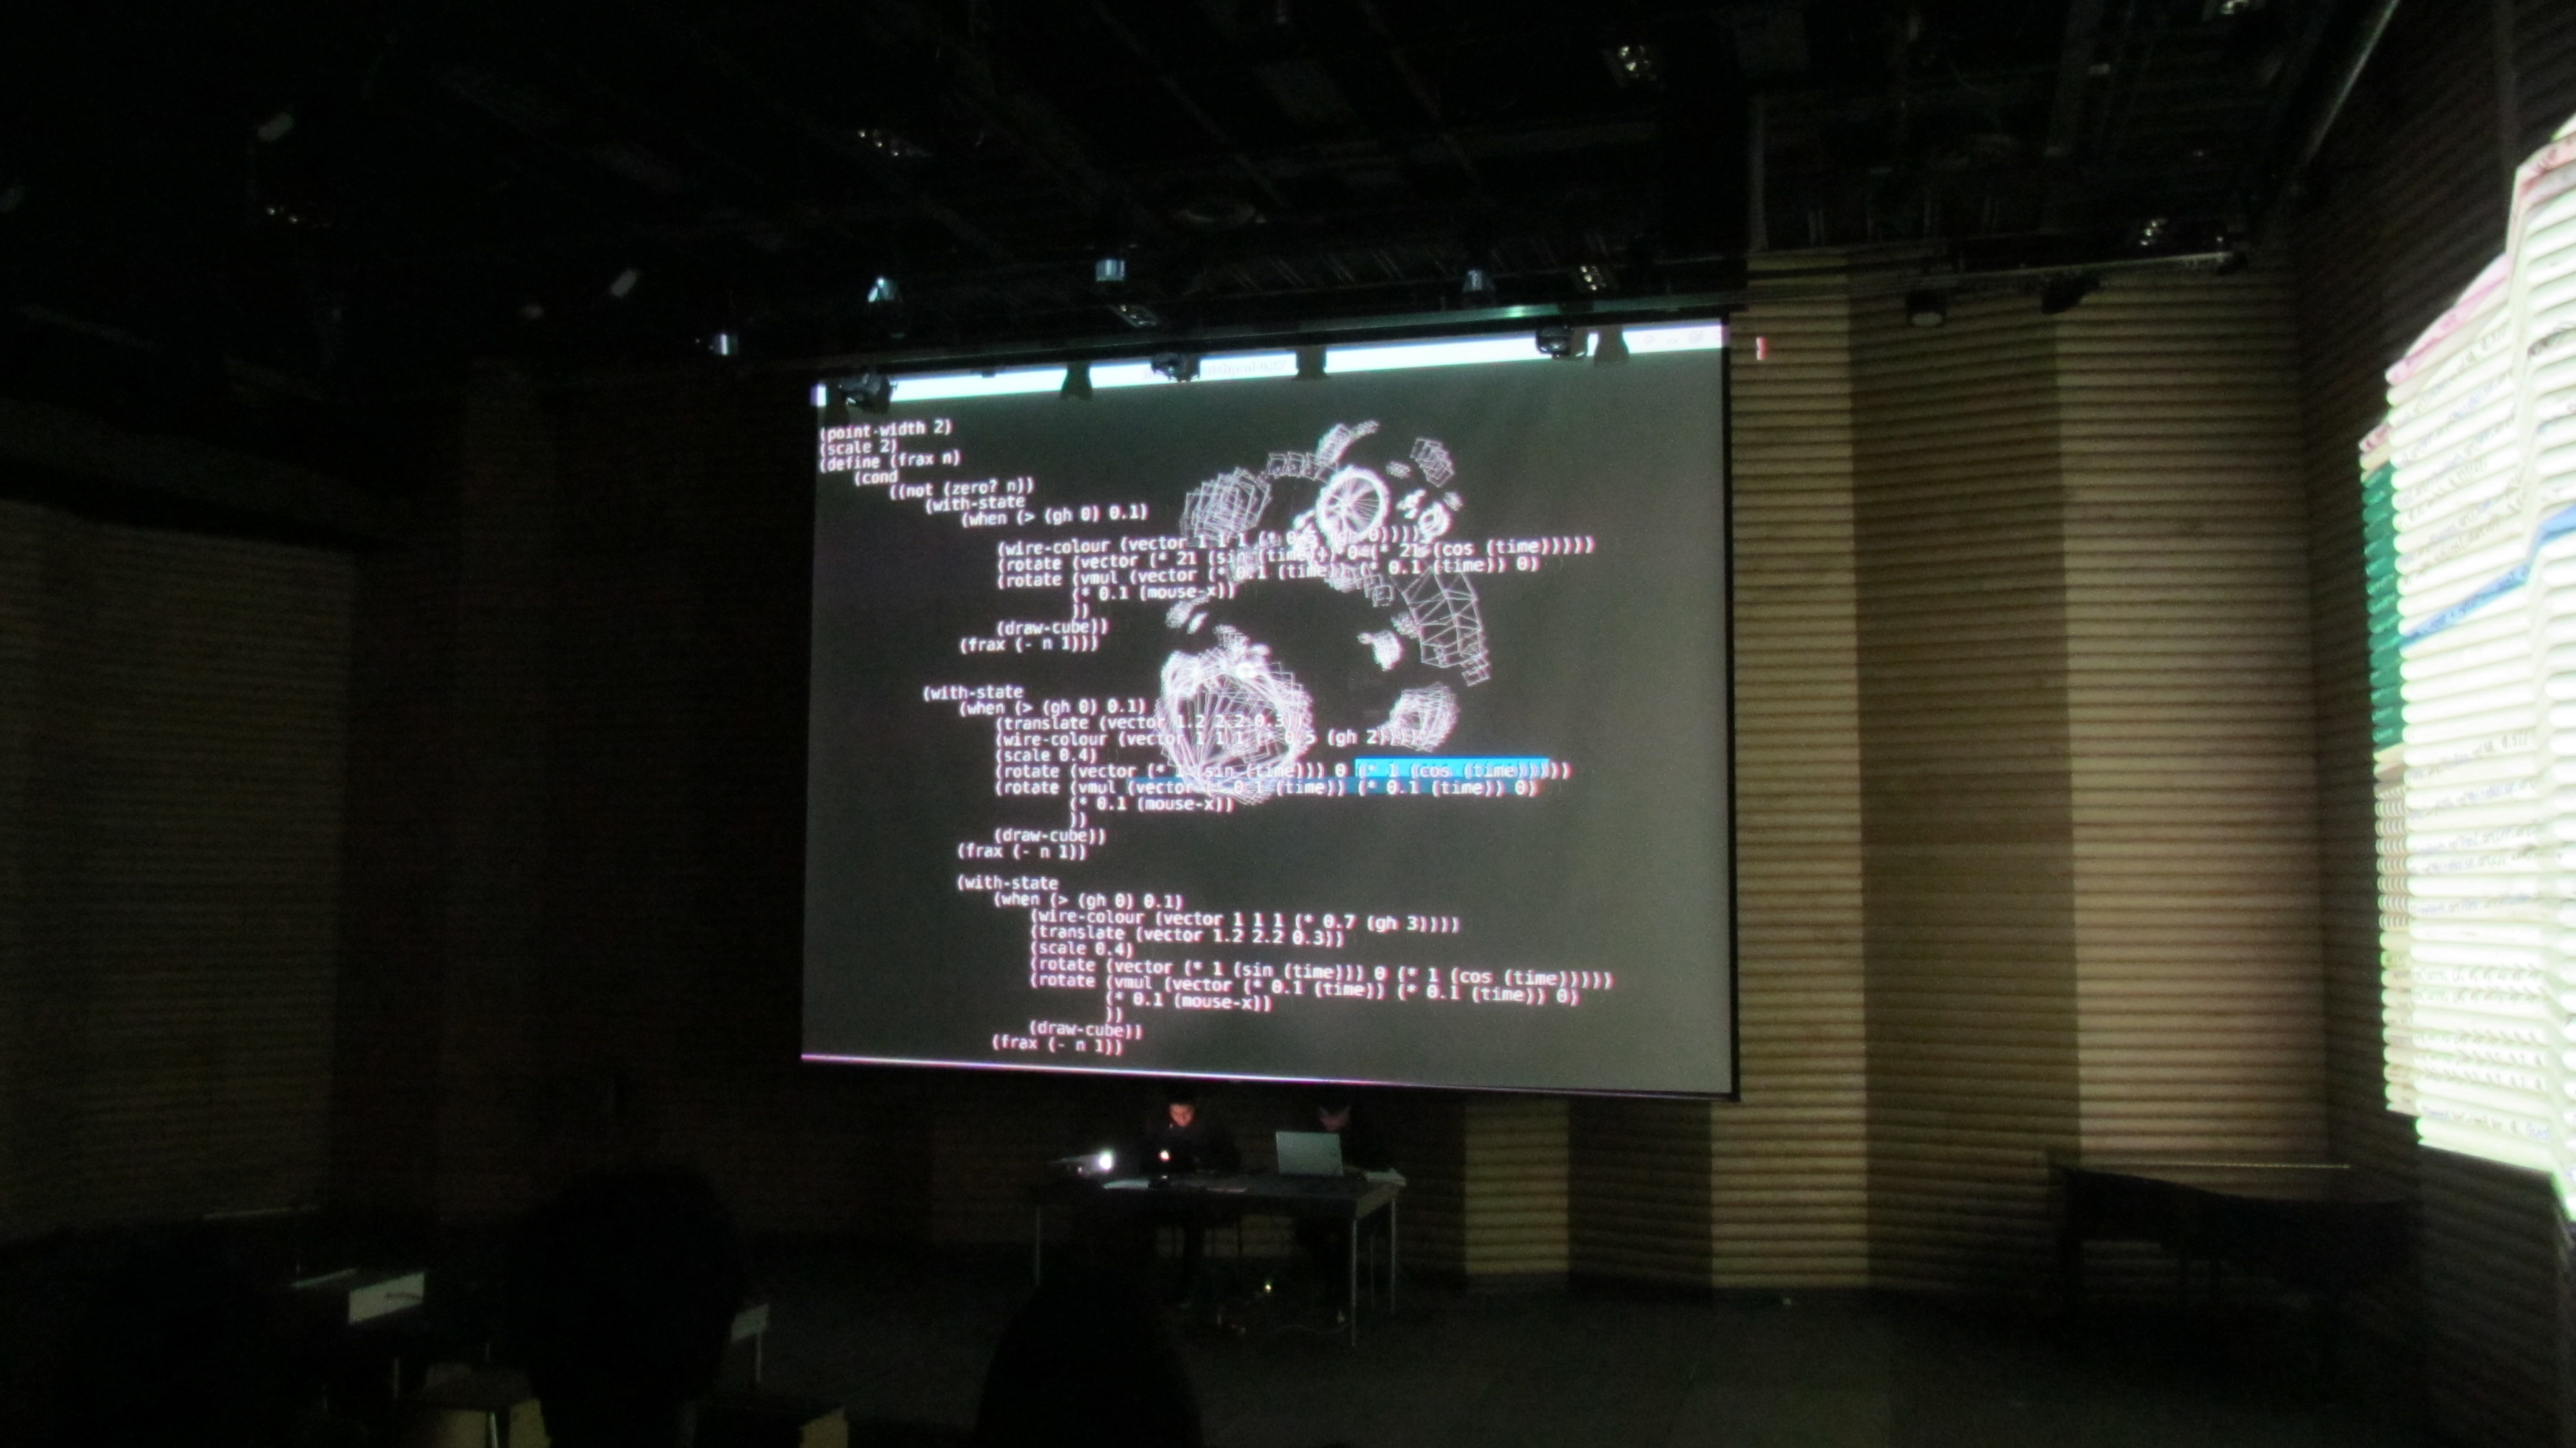 (point-width 2)
(scale 2)
(define (frax n)
(cond
((not (zero? n))
(with-state
(when (> (gh 0) 0.1)
(wire-colour (vector 1 1 1 (* 0.5 (gh 0))))
(rotate (vector (* 21 (sin (time))) 0 (* 21 (cos (time)))))
(rotate (vmul (vector (* 0.1 (time)) (* 0.1 (time)) 0)
(* 0.1 (mouse-x))
))
(draw-cube))
(frax (- n 1)))
(with-state
(when (> (gh 0) 0.1)
(translate (vector 1.2 2.2 0.3))
(wire-colour (vector 1 1 1 (* 0.5 (gh 2))))
(scale 0.4)
(rotate (vector (* 1 (sin (time))) 0 (* 1 (cos (time)))))
(rotate (vmul (vector (* 0.1 (time)) (* 0.1 (time)) 0)
(* 0.1 (mouse-x))
))
(draw-cube))
(frax (- n 1))
(with-state
(when (> (gh 0) 0.1)
(wire-colour (vector 1 1 1 (* 0.7 (gh 3))))
(translate (vector 1.2 2.2 0.3))
(scale 0.4)
(rotate (vector (* 1 (sin (time))) 0 (* 1 (cos (time)))))
(rotate (vmul (vector (* 0.1 (time)) (* 0.1 (time)) 0)
(* 0.1 (mouse-x))
))
(draw-cube))
(frax (- n 1))